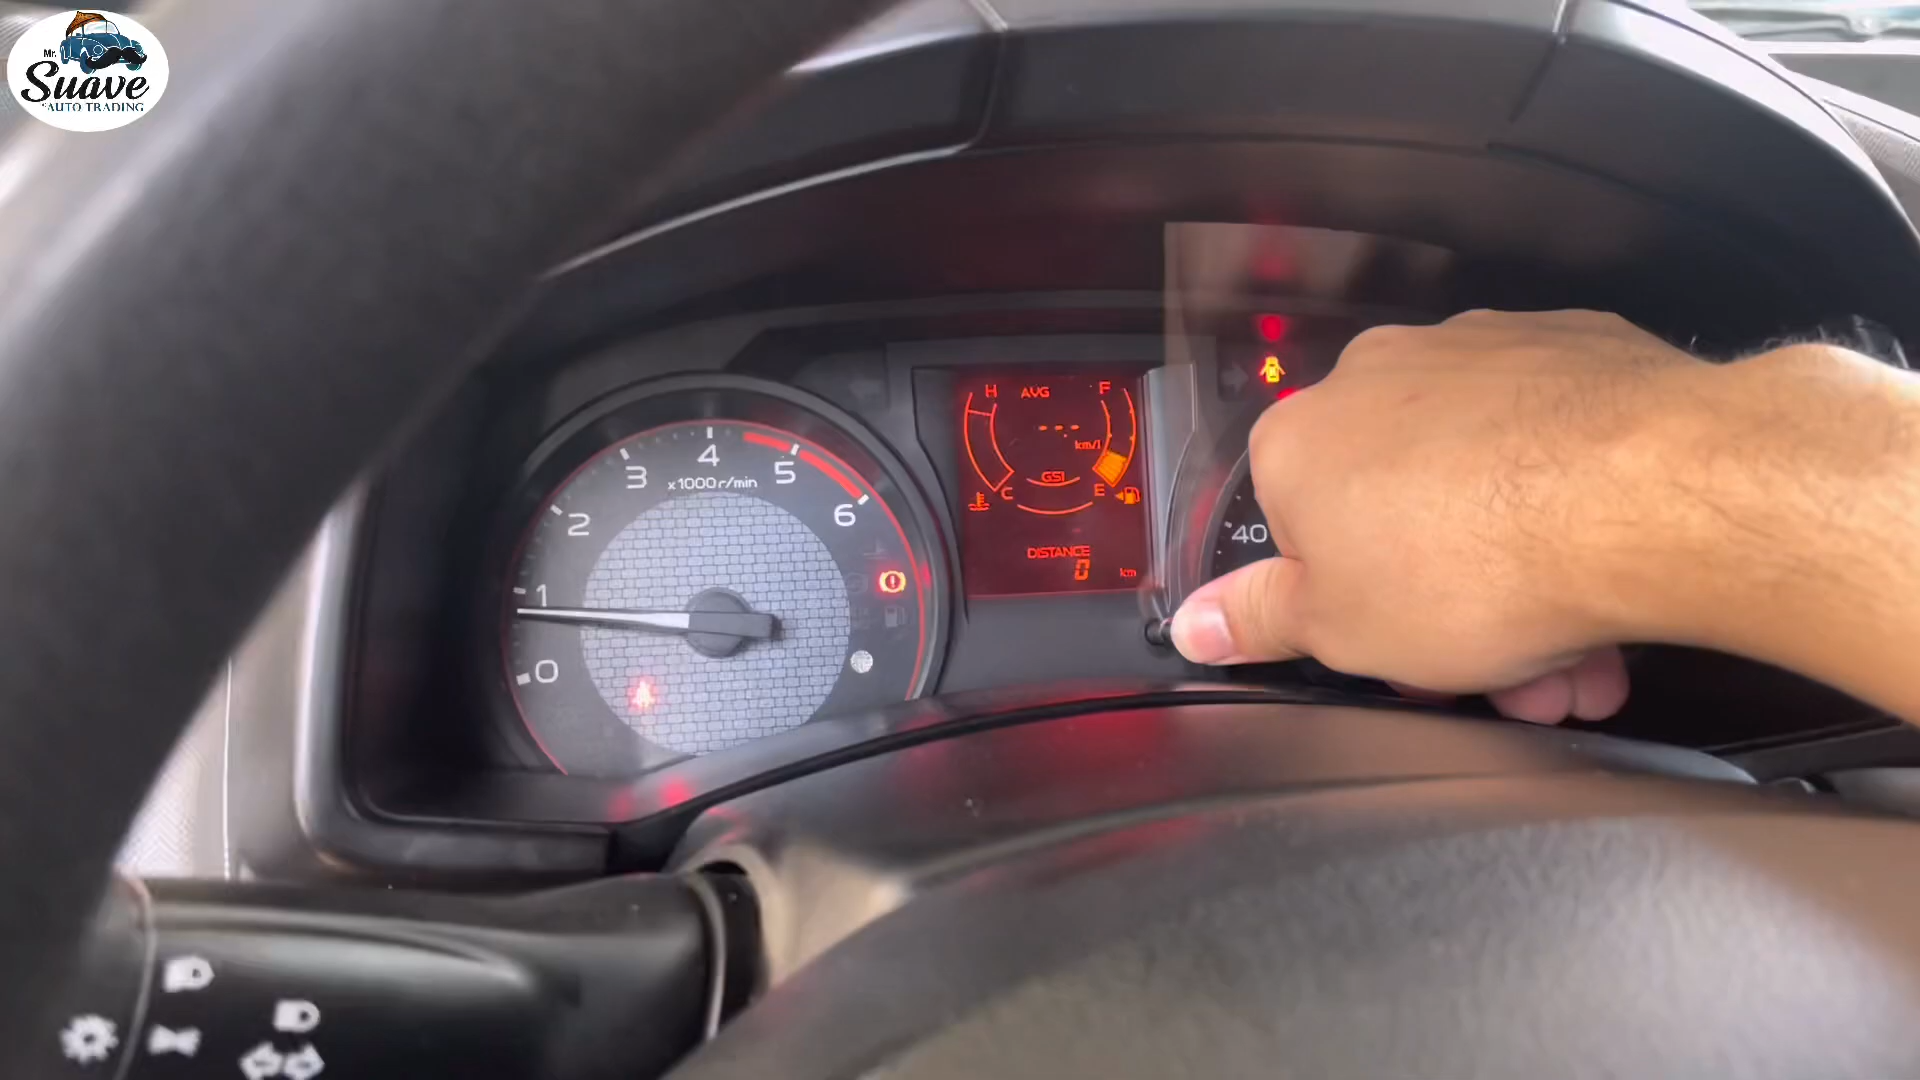 Mr.
Suave
AUTO TRADING
H AVG F
---
km/l
GSI
C E
DISTANCE
0 km
0
1
2
3
4
5
6
x1000r/min
40